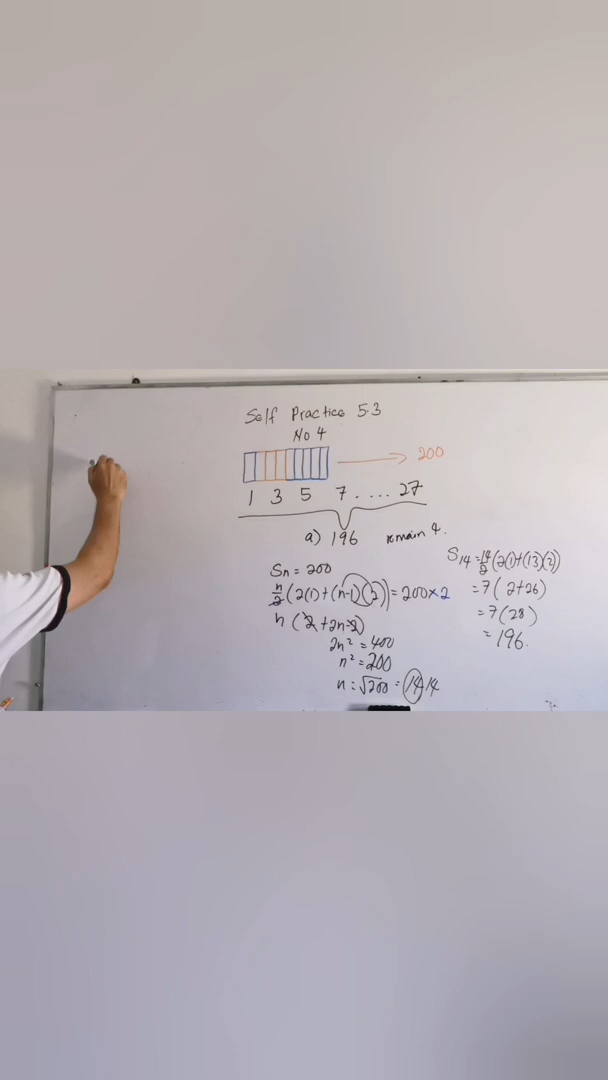 Self Practice 5.3
No 4
200
1 3 5 7 .... 27
a) 196 remain 4.
Sn = 200
n/2 (2(1) + (n-1)(2)) = 200 × 2
n (2 + 2n - 2)
2n² = 400
n² = 200
n = √200 = 14.14
S14 = 14/2 (2(1) + (13)(2))
= 7 (2 + 26)
= 7 (28)
= 196.